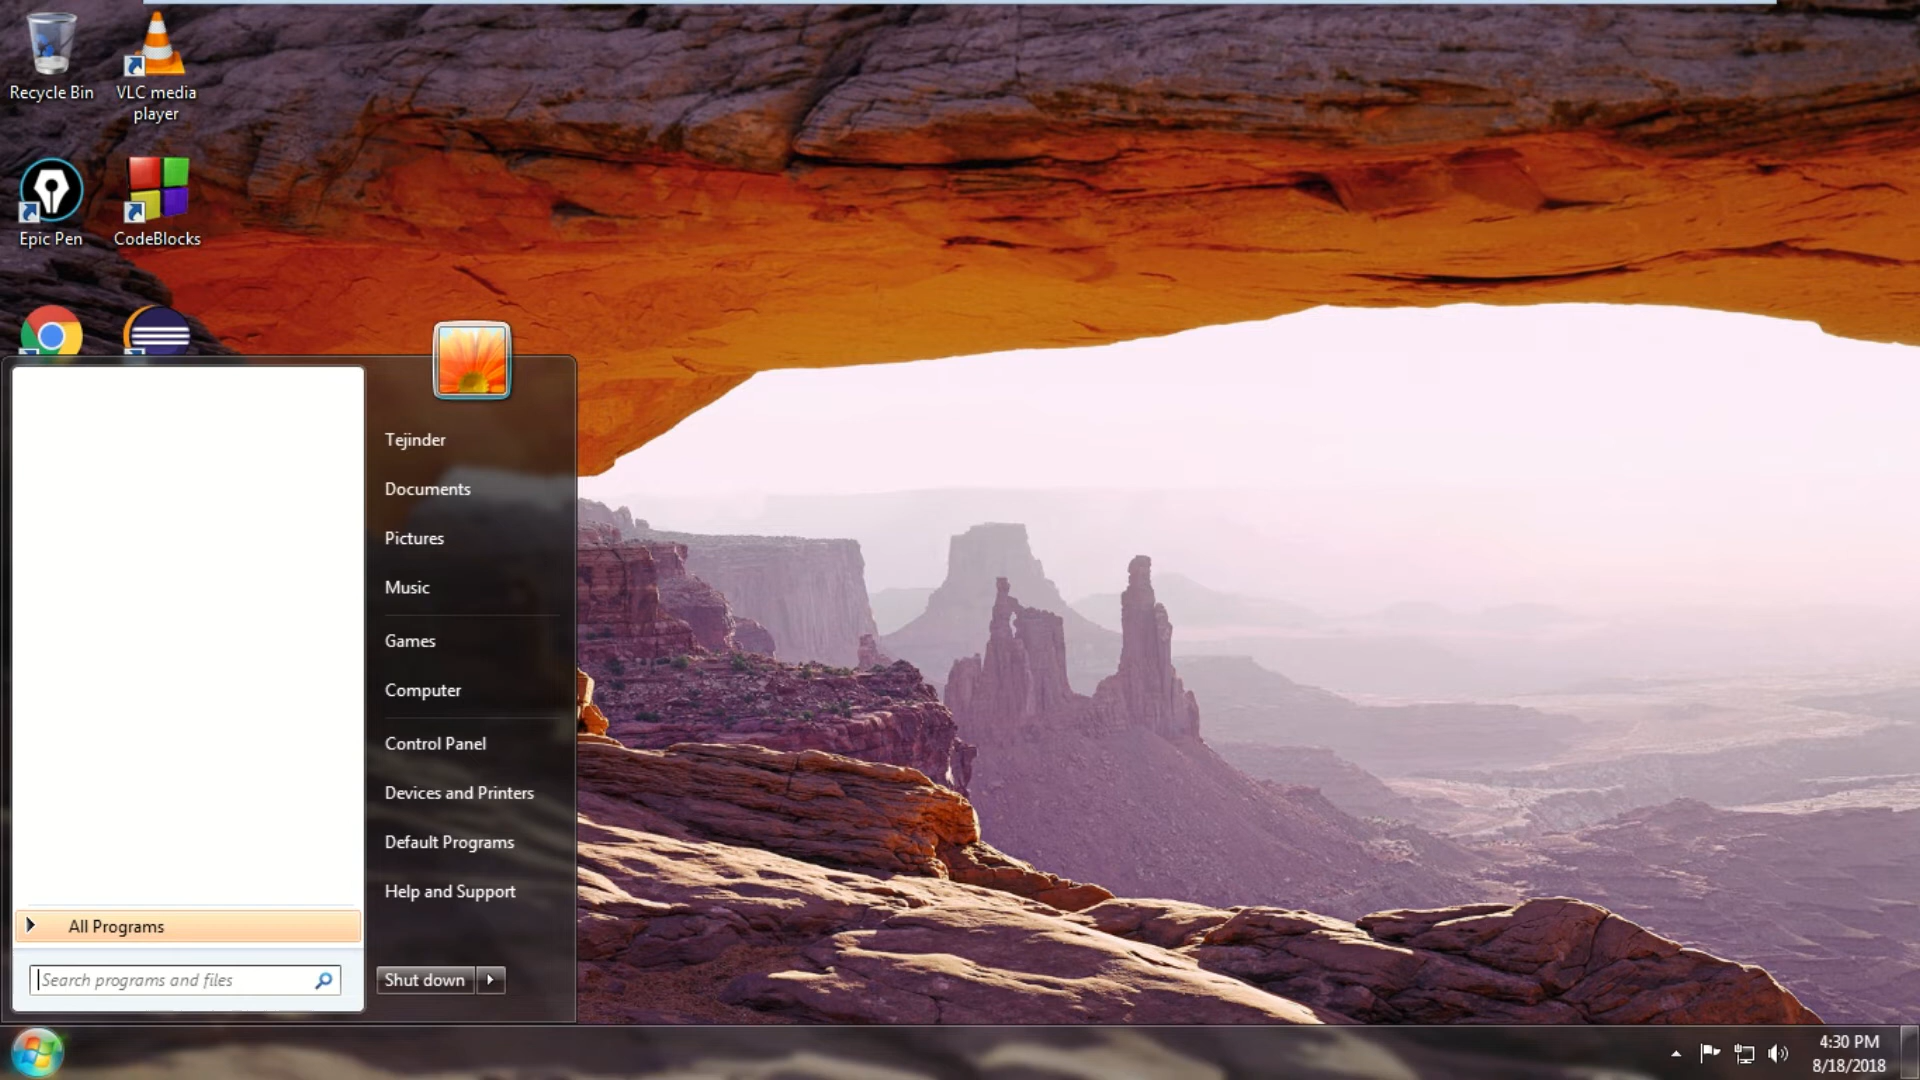 Recycle Bin
VLC media
player
Epic Pen
CodeBlocks
Tejinder
Documents
Pictures
Music
Games
Computer
Control Panel
Devices and Printers
Default Programs
Help and Support
All Programs
Search programs and files
Shut down
4:30 PM
8/18/2018